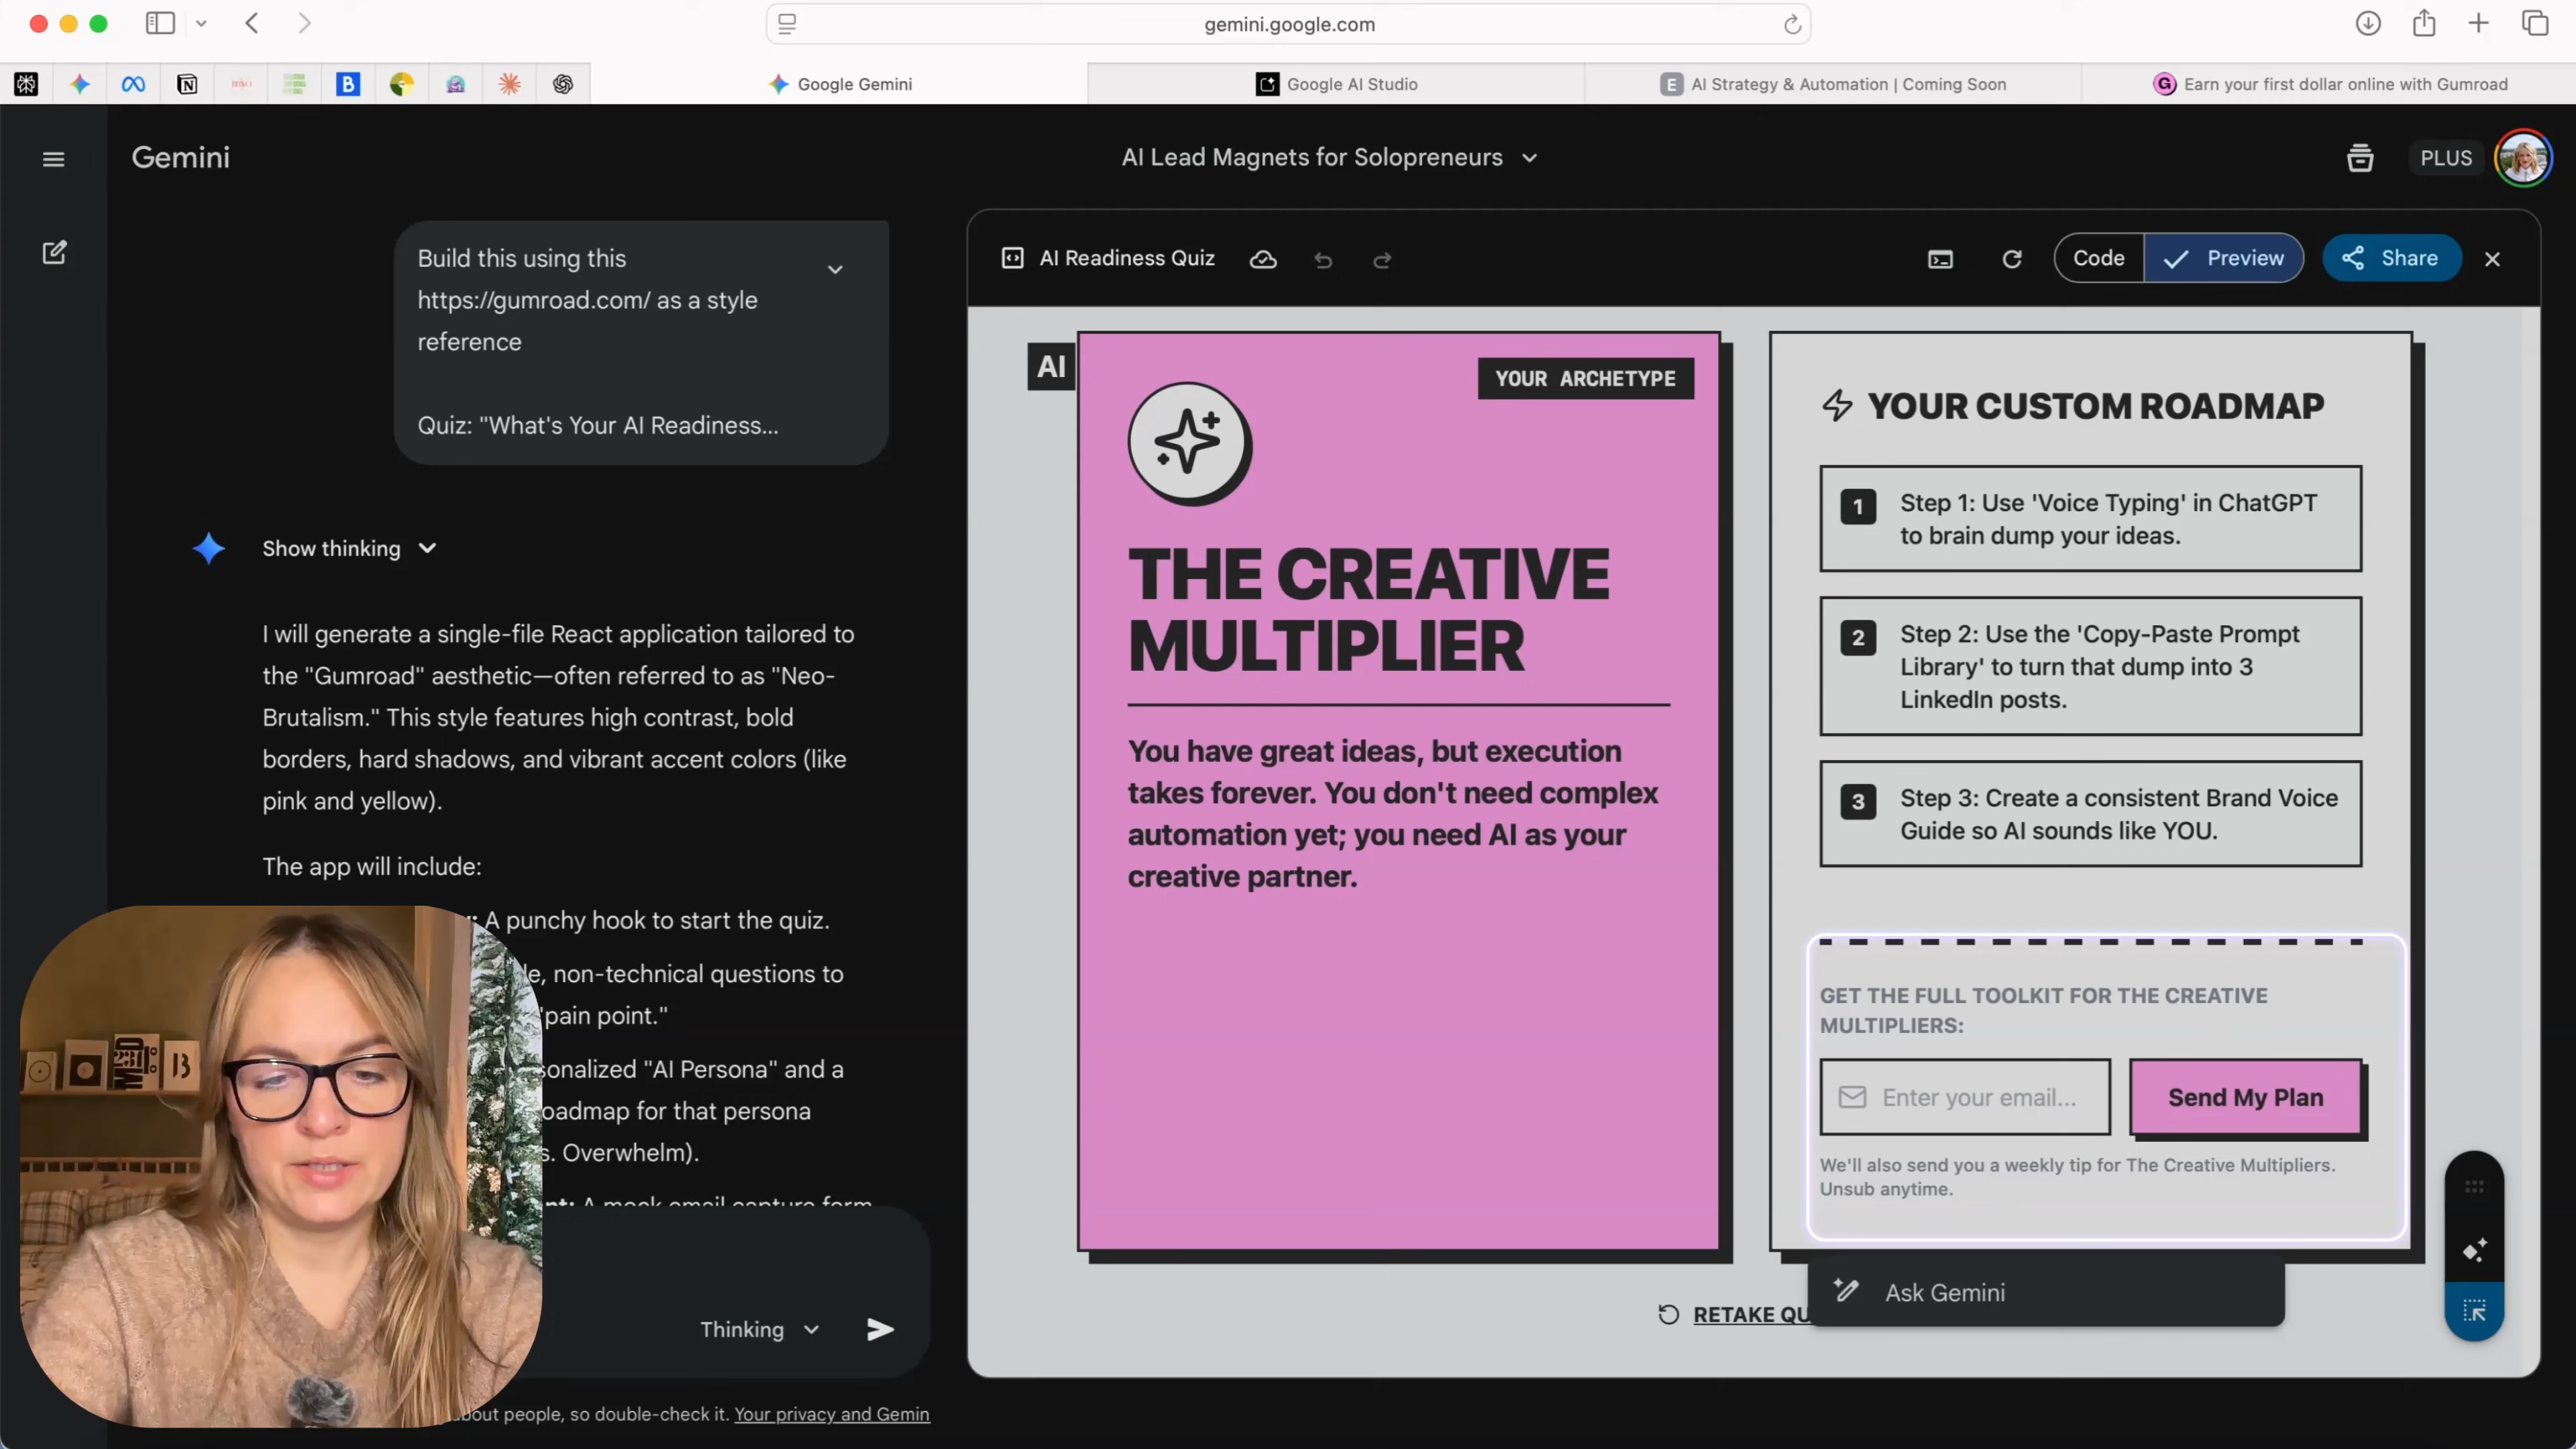 gemini.google.com
Google Gemini
Google AI Studio
E
AI Strategy & Automation | Coming Soon
G
Earn your first dollar online with Gumroad
Gemini
AI Lead Magnets for Solopreneurs
PLUS
Build this using this
https://gumroad.com/ as a style
reference
Quiz: "What's Your AI Readiness...
Show thinking
I will generate a single-file React application tailored to
the "Gumroad" aesthetic—often referred to as "Neo-
Brutalism." This style features high contrast, bold
borders, hard shadows, and vibrant accent colors (like
pink and yellow).
The app will include:
A punchy hook to start the quiz.
non-technical questions to
"pain point."
"AI Persona" and a
for that persona
Overwhelm).
A mock email capture form
Thinking
about people, so double-check it. Your privacy and Gemin
AI Readiness Quiz
Code
Preview
Share
AI
YOUR ARCHETYPE
THE CREATIVE
MULTIPLIER
You have great ideas, but execution
takes forever. You don't need complex
automation yet; you need AI as your
creative partner.
YOUR CUSTOM ROADMAP
1
Step 1: Use 'Voice Typing' in ChatGPT
to brain dump your ideas.
2
Step 2: Use the 'Copy-Paste Prompt
Library' to turn that dump into 3
LinkedIn posts.
3
Step 3: Create a consistent Brand Voice
Guide so AI sounds like YOU.
GET THE FULL TOOLKIT FOR THE CREATIVE
MULTIPLIERS:
Enter your email...
Send My Plan
We'll also send you a weekly tip for The Creative Multipliers.
Unsub anytime.
RETAKE QU
Ask Gemini